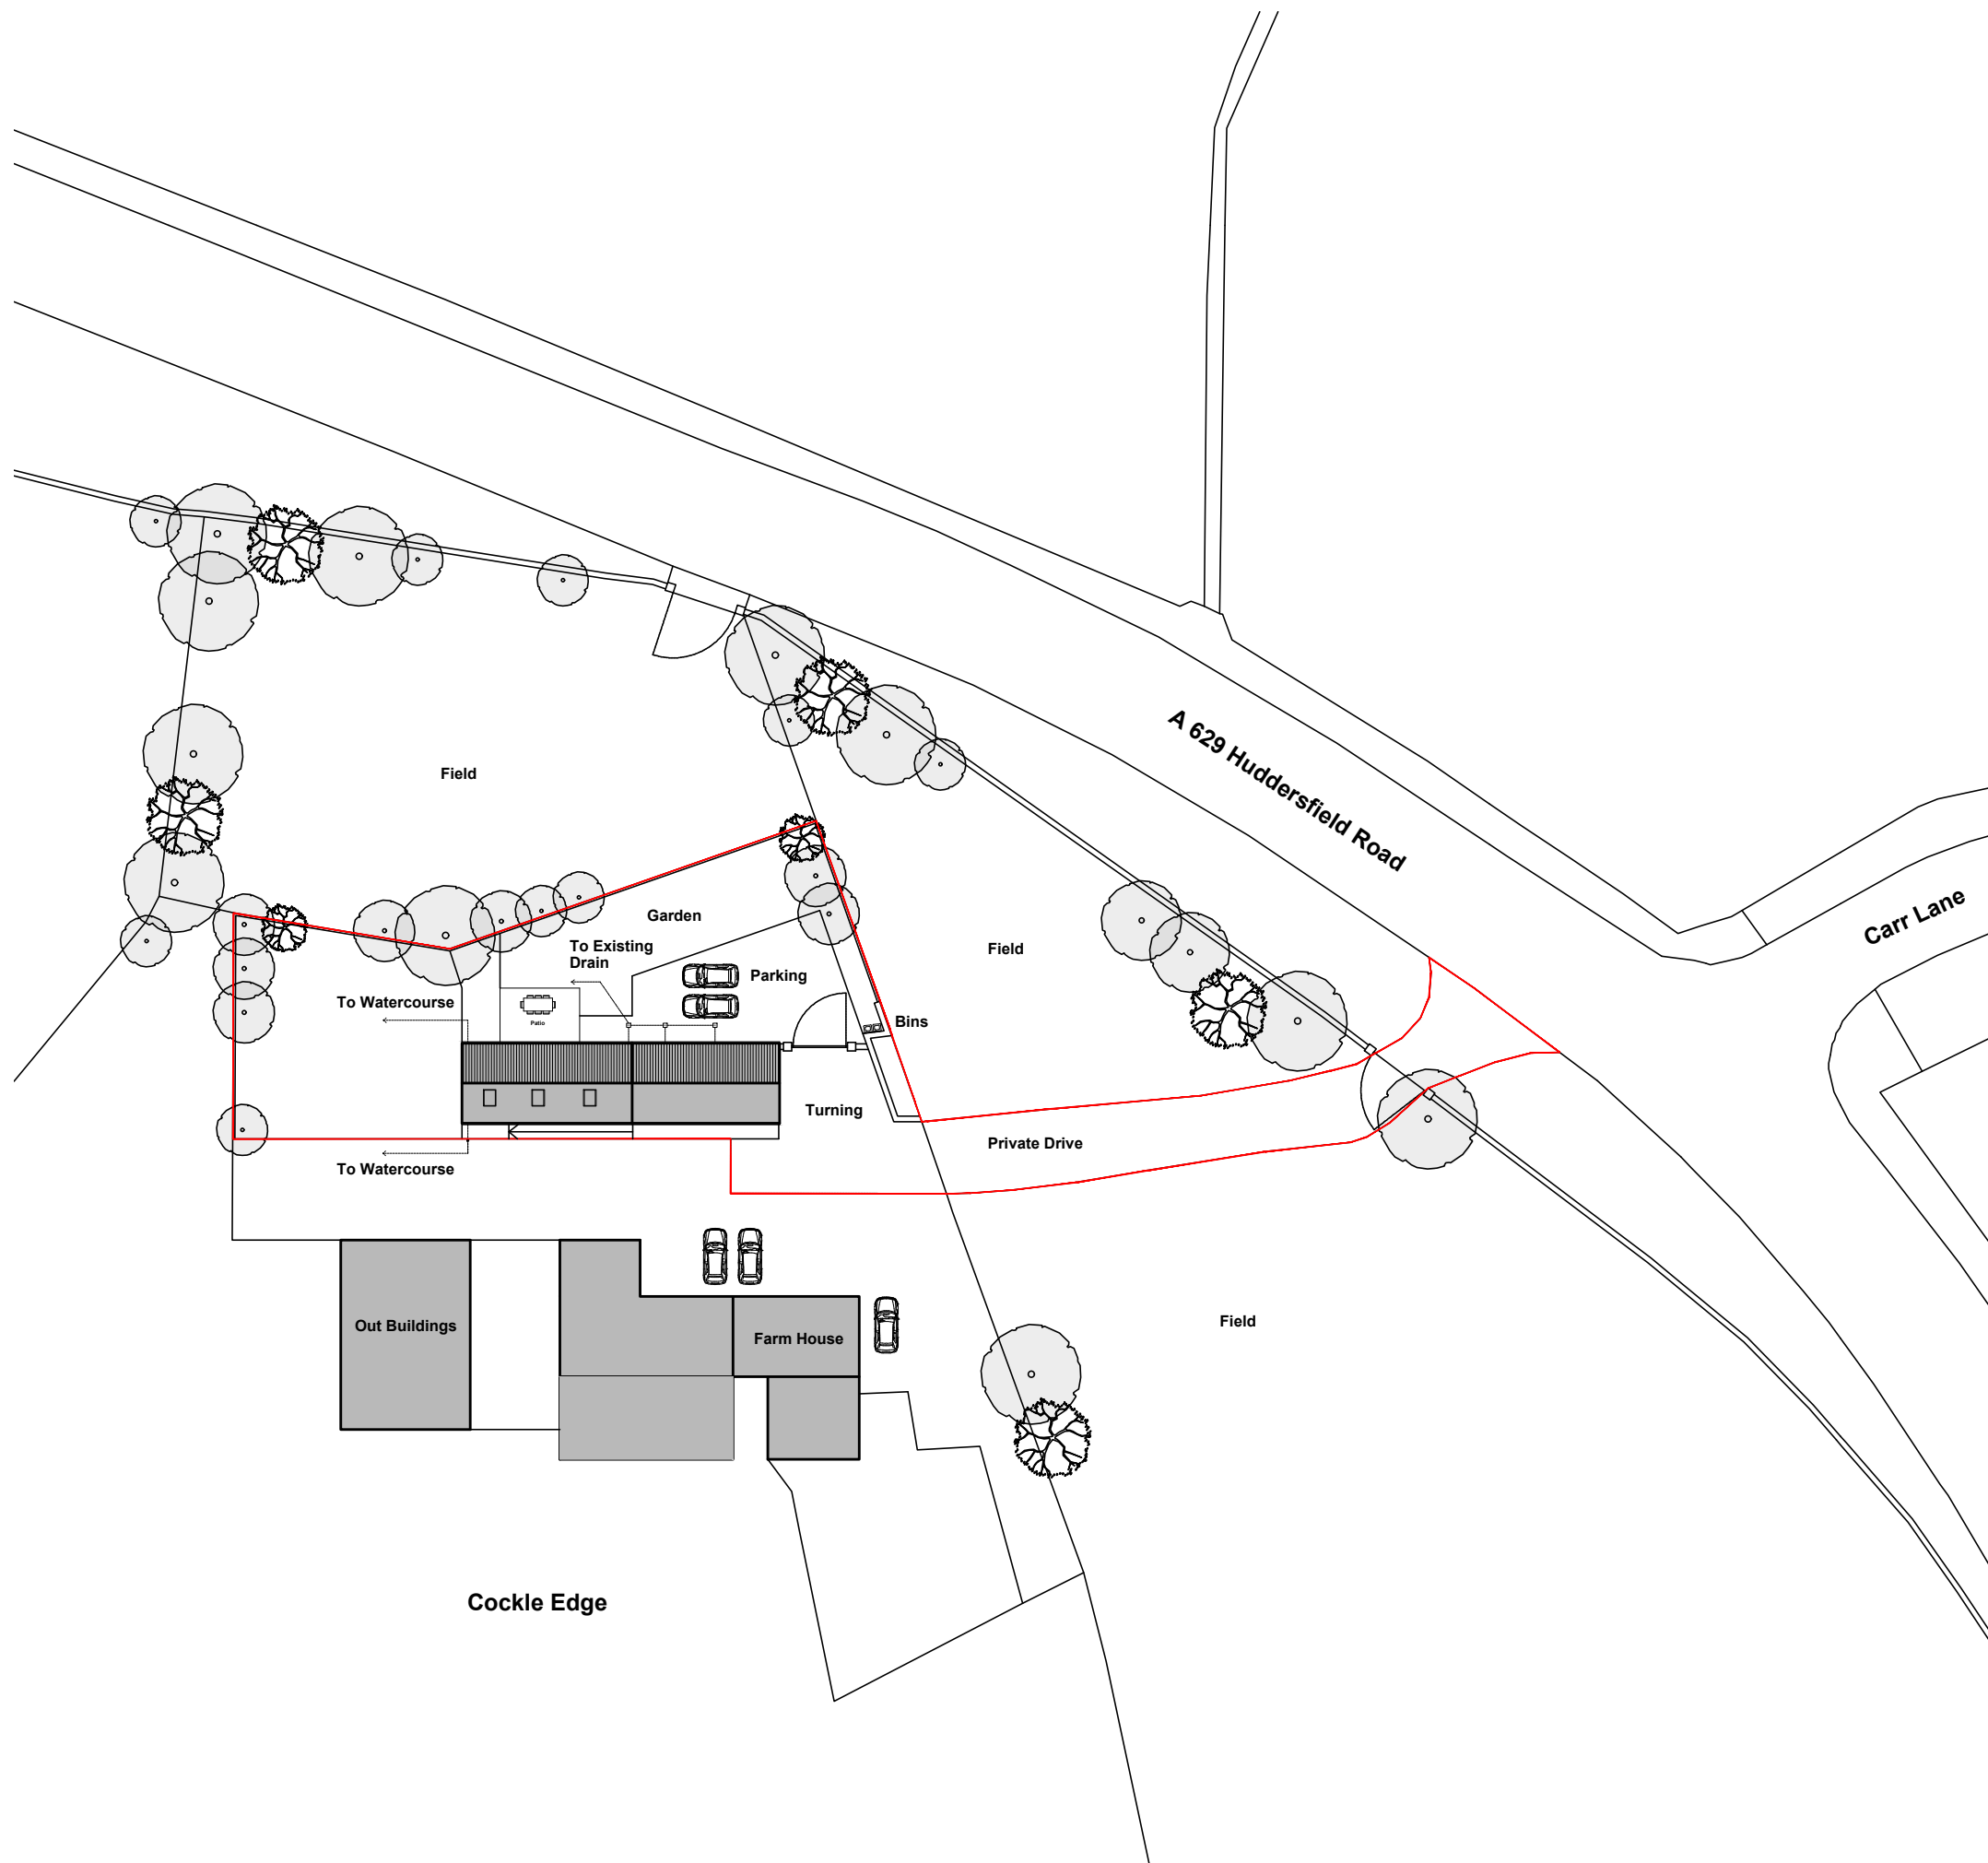 A 629 Huddersfield Road
Carr Lane
Field
Garden
To Existing
Drain
Field
Parking
To Watercourse
Patio
Bins
Turning
Private Drive
To Watercourse
Out Buildings
Farm House
Field
Cockle Edge